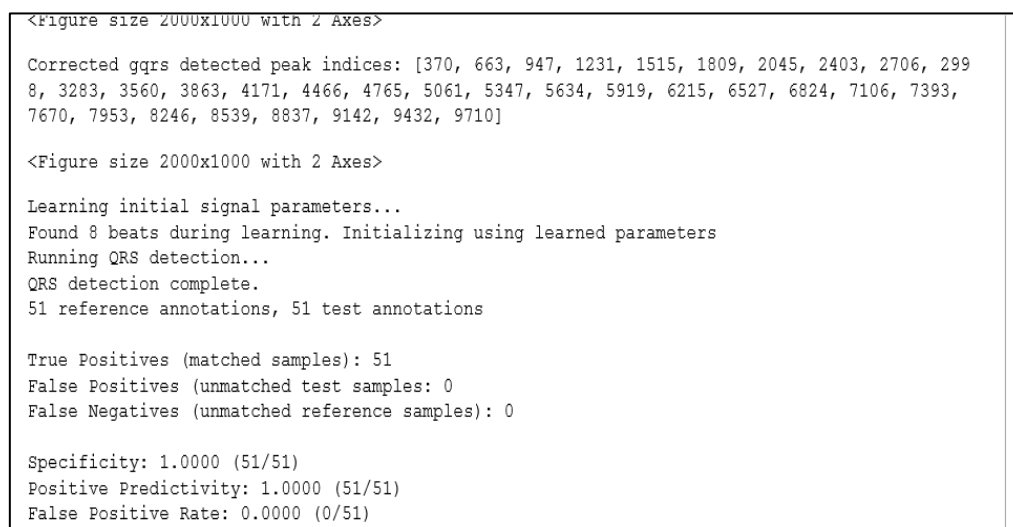 <Figure size 2000x1000 with 2 Axes>
Corrected gqrs detected peak indices: [370, 663, 947, 1231, 1515, 1809, 2045, 2403, 2706, 299
8, 3283, 3560, 3863, 4171, 4466, 4765, 5061, 5347, 5634, 5919, 6215, 6527, 6824, 7106, 7393,
7670, 7953, 8246, 8539, 8837, 9142, 9432, 9710]
<Figure size 2000x1000 with 2 Axes>
Learning initial signal parameters...
Found 8 beats during learning. Initializing using learned parameters
Running QRS detection...
QRS detection complete.
51 reference annotations, 51 test annotations
True Positives (matched samples): 51
False Positives (unmatched test samples: 0
False Negatives (unmatched reference samples): 0
Specificity: 1.0000 (51/51)
Positive Predictivity: 1.0000 (51/51)
False Positive Rate: 0.0000 (0/51)